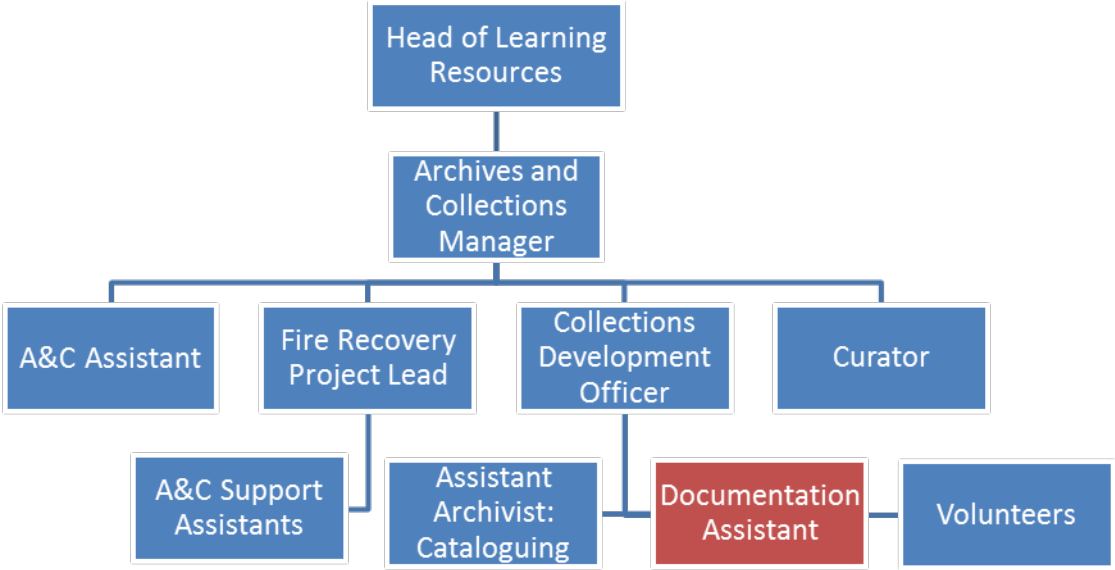 Head of Learning
Resources
Archives and
Collections
Manager
A&C Assistant
Fire Recovery
Project Lead
Collections
Development
Officer
Curator
A&C Support
Assistants
Assistant
Archivist:
Cataloguing
Documentation
Assistant
Volunteers